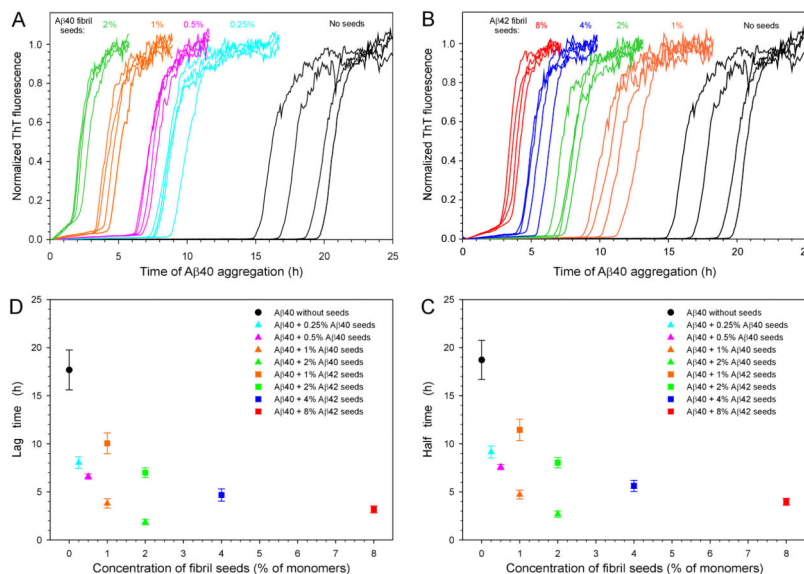 A
Aβ40 fibril seeds:
2%
1%
0.5%
0.25%
No seeds
Normalized ThT fluorescence
1.0
0.8
0.6
0.4
0.2
0.0
0
5
10
15
20
25
Time of Aβ40 aggregation (h)
B
Aβ42 fibril seeds:
8%
4%
2%
1%
No seeds
Normalized ThT fluorescence
1.0
0.8
0.6
0.4
0.2
0.0
0
5
10
15
20
25
Time of Aβ40 aggregation (h)
D
Lag time (h)
25
20
15
10
5
0
Aβ40 without seeds
Aβ40 + 0.25% Aβ40 seeds
Aβ40 + 0.5% Aβ40 seeds
Aβ40 + 1% Aβ40 seeds
Aβ40 + 2% Aβ40 seeds
Aβ40 + 1% Aβ42 seeds
Aβ40 + 2% Aβ42 seeds
Aβ40 + 4% Aβ42 seeds
Aβ40 + 8% Aβ42 seeds
0
1
2
3
4
5
6
7
8
Concentration of fibril seeds (% of monomers)
C
Half time (h)
25
20
15
10
5
0
Aβ40 without seeds
Aβ40 + 0.25% Aβ40 seeds
Aβ40 + 0.5% Aβ40 seeds
Aβ40 + 1% Aβ40 seeds
Aβ40 + 2% Aβ40 seeds
Aβ40 + 1% Aβ42 seeds
Aβ40 + 2% Aβ42 seeds
Aβ40 + 4% Aβ42 seeds
Aβ40 + 8% Aβ42 seeds
0
1
2
3
4
5
6
7
8
Concentration of fibril seeds (% of monomers)